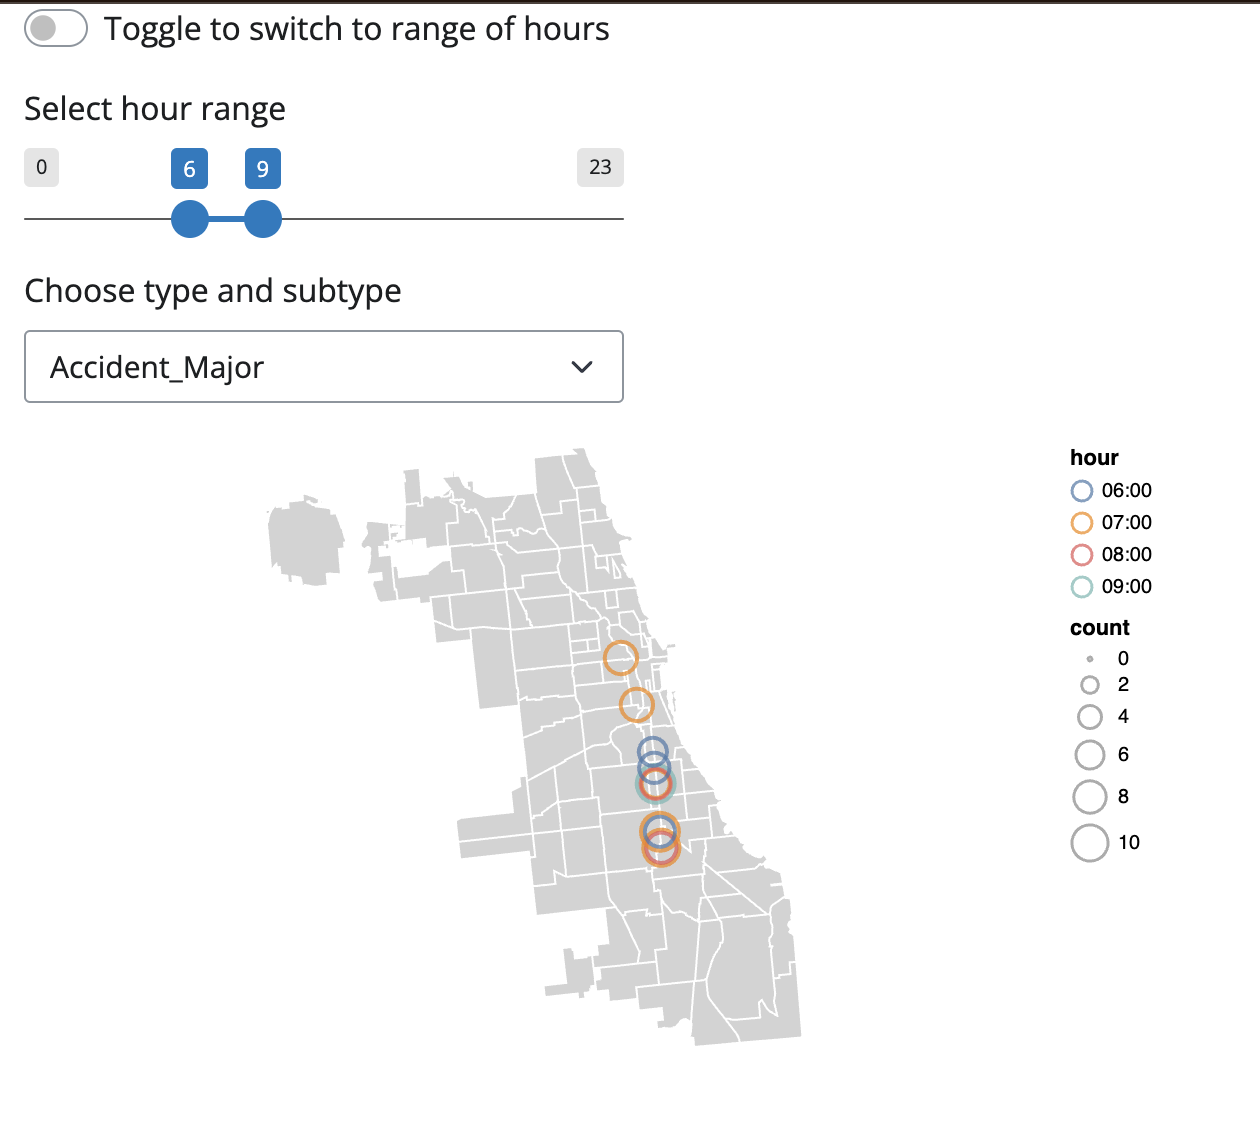 Toggle to switch to range of hours
Select hour range
0 6 9 23
Choose type and subtype
Accident_Major
hour
06:00
07:00
08:00
09:00
count
0
2
4
6
8
10